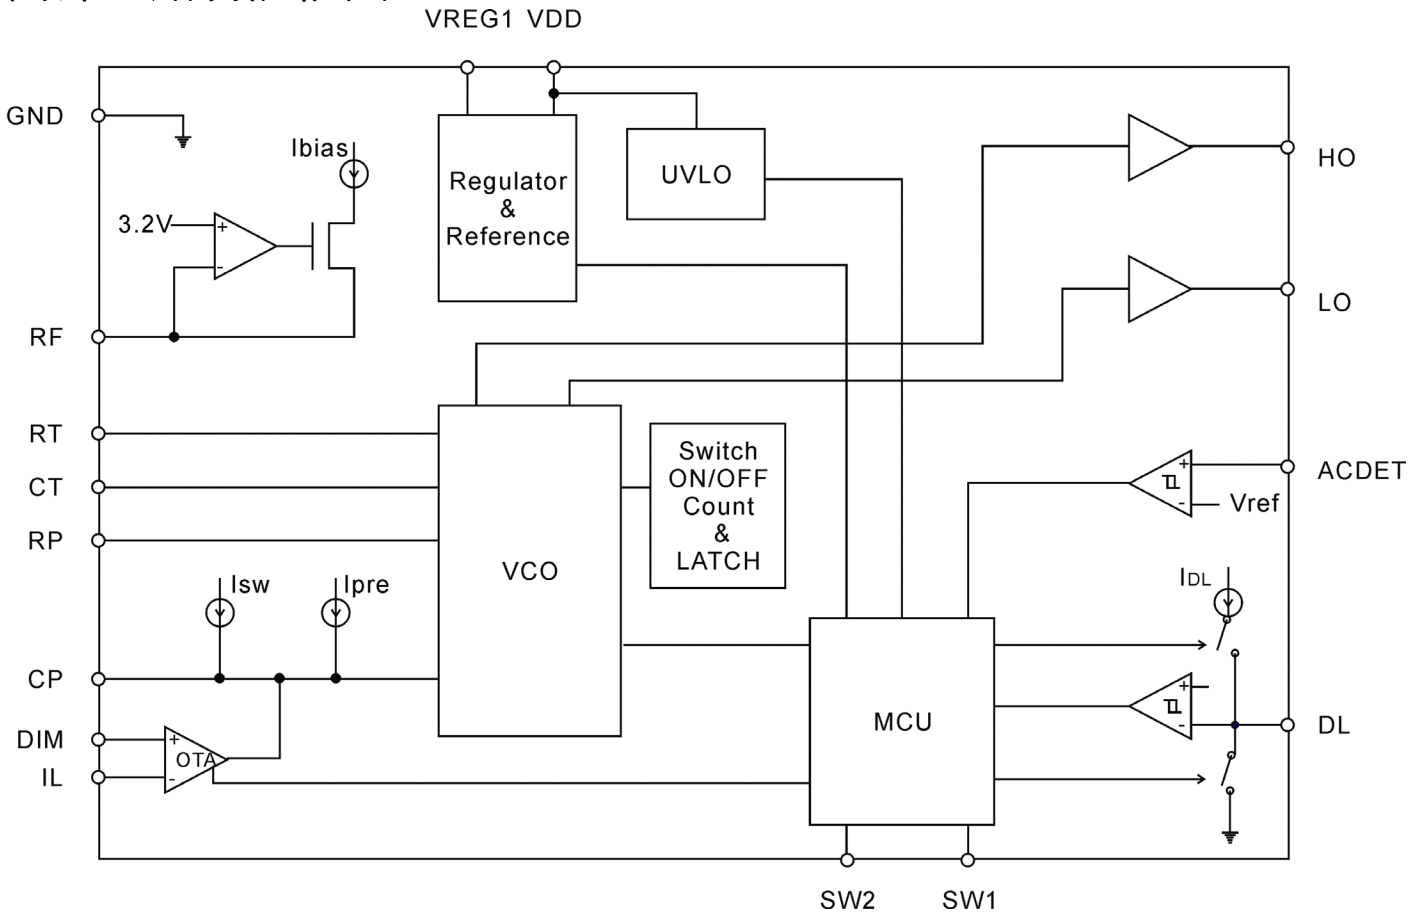 VREG1 VDD
GND
Ibias
HO
UVLO
Regulator
&
Reference
3.2V
+
-
LO
RF
RT
Switch
ON/OFF
Count
&
LATCH
+
-
ACDET
Vref
CT
RP
VCO
Isw
Ipre
IDL
CP
MCU
+
-
DL
DIM
+
OTA
-
IL
SW2
SW1